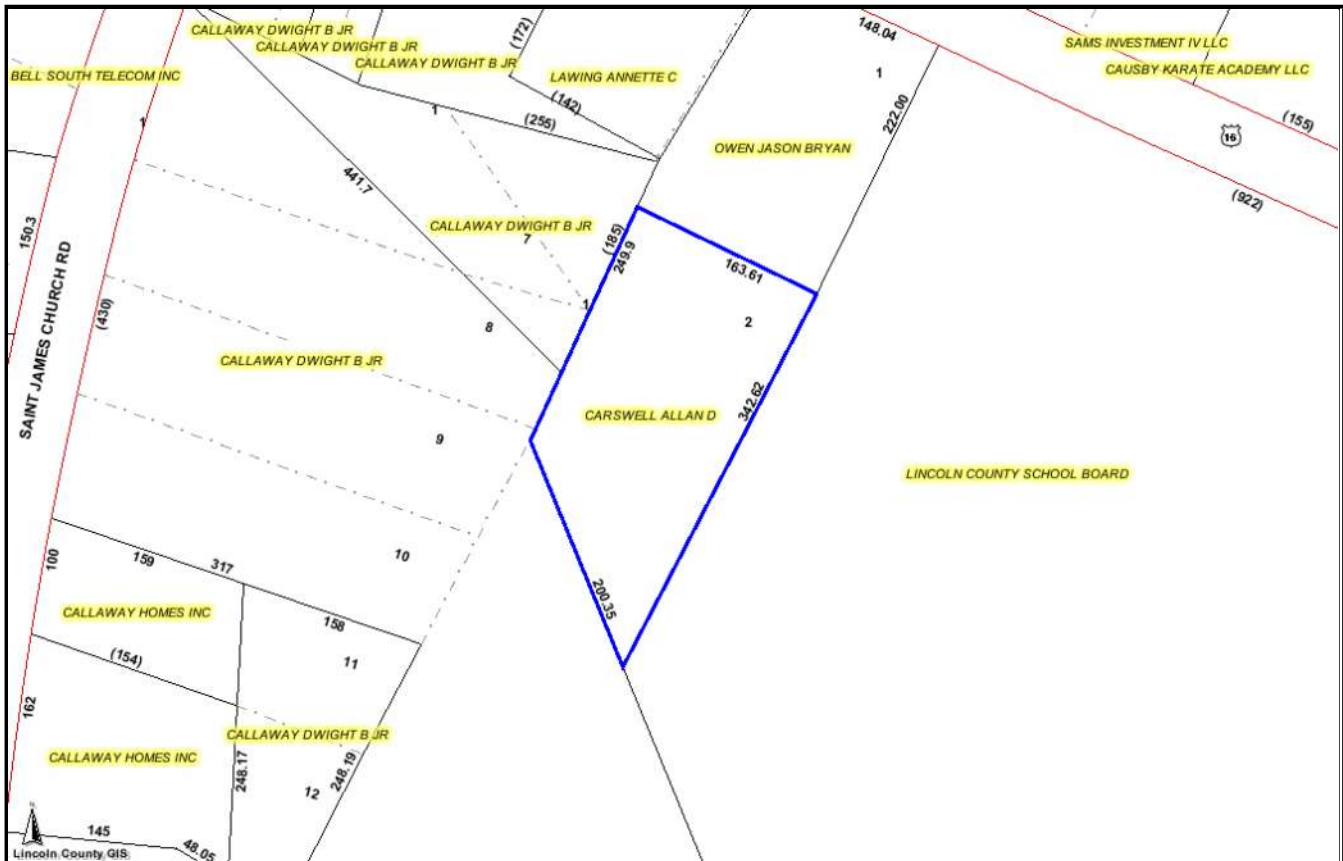 CALLAWAY DWIGHT B JR
CALLAWAY DWIGHT B JR
CALLAWAY DWIGHT B JR
(172)
148.04
SAMS INVESTMENT IV LLC
CAUSBY KARATE ACADEMY LLC
BELL SOUTH TELECOM INC
LAWING ANNETTE C
1
(142)
1
1
(255)
222.00
(155)
16
OWEN JASON BRYAN
441.7
(922)
150.3
CALLAWAY DWIGHT B JR
7
(185)
249.9
163.61
SAINT JAMES CHURCH RD
(430)
1
8
2
CALLAWAY DWIGHT B JR
342.62
CARSWELL ALLAN D
9
LINCOLN COUNTY SCHOOL BOARD
10
100
159
317
200.35
CALLAWAY HOMES INC
158
(154)
11
162
CALLAWAY DWIGHT B JR
CALLAWAY HOMES INC
248.17
248.19)
12
145
48.05
Lincoln County GIS